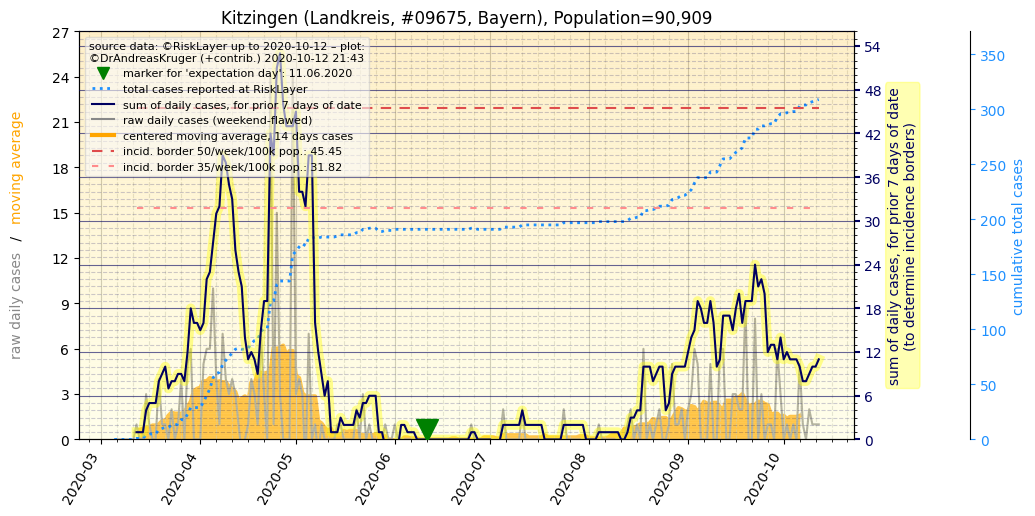 Kitzingen (Landkreis, #09675, Bayern), Population=90,909
source data: ©RiskLayer up to 2020-10-12 – plot:
©DrAndreasKruger (+contrib.) 2020-10-12 21:43
marker for 'expectation day': 11.06.2020
total cases reported at RiskLayer
sum of daily cases, for prior 7 days of date
raw daily cases (weekend-flawed)
centered moving average, 14 days cases
incid. border 50/week/100k pop.: 45.45
incid. border 35/week/100k pop.: 31.82
raw daily cases / moving average
27
24
21
18
15
12
9
6
3
0
54
48
42
36
30
24
18
12
6
0
sum of daily cases, for prior 7 days of date
(to determine incidence borders)
350
300
250
200
150
100
50
0
cumulative total cases
2020-03
2020-04
2020-05
2020-06
2020-07
2020-08
2020-09
2020-10